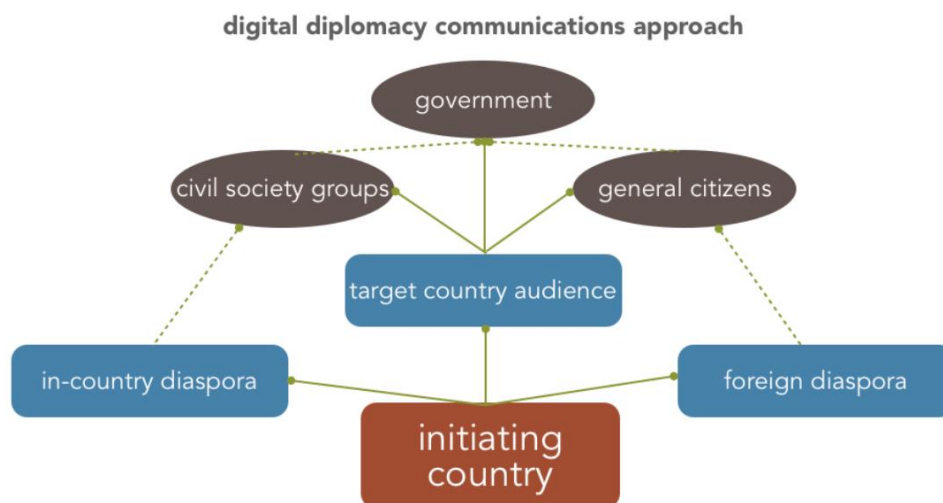 digital diplomacy communications approach
government
civil society groups
general citizens
target country audience
in-country diaspora
foreign diaspora
initiating
country